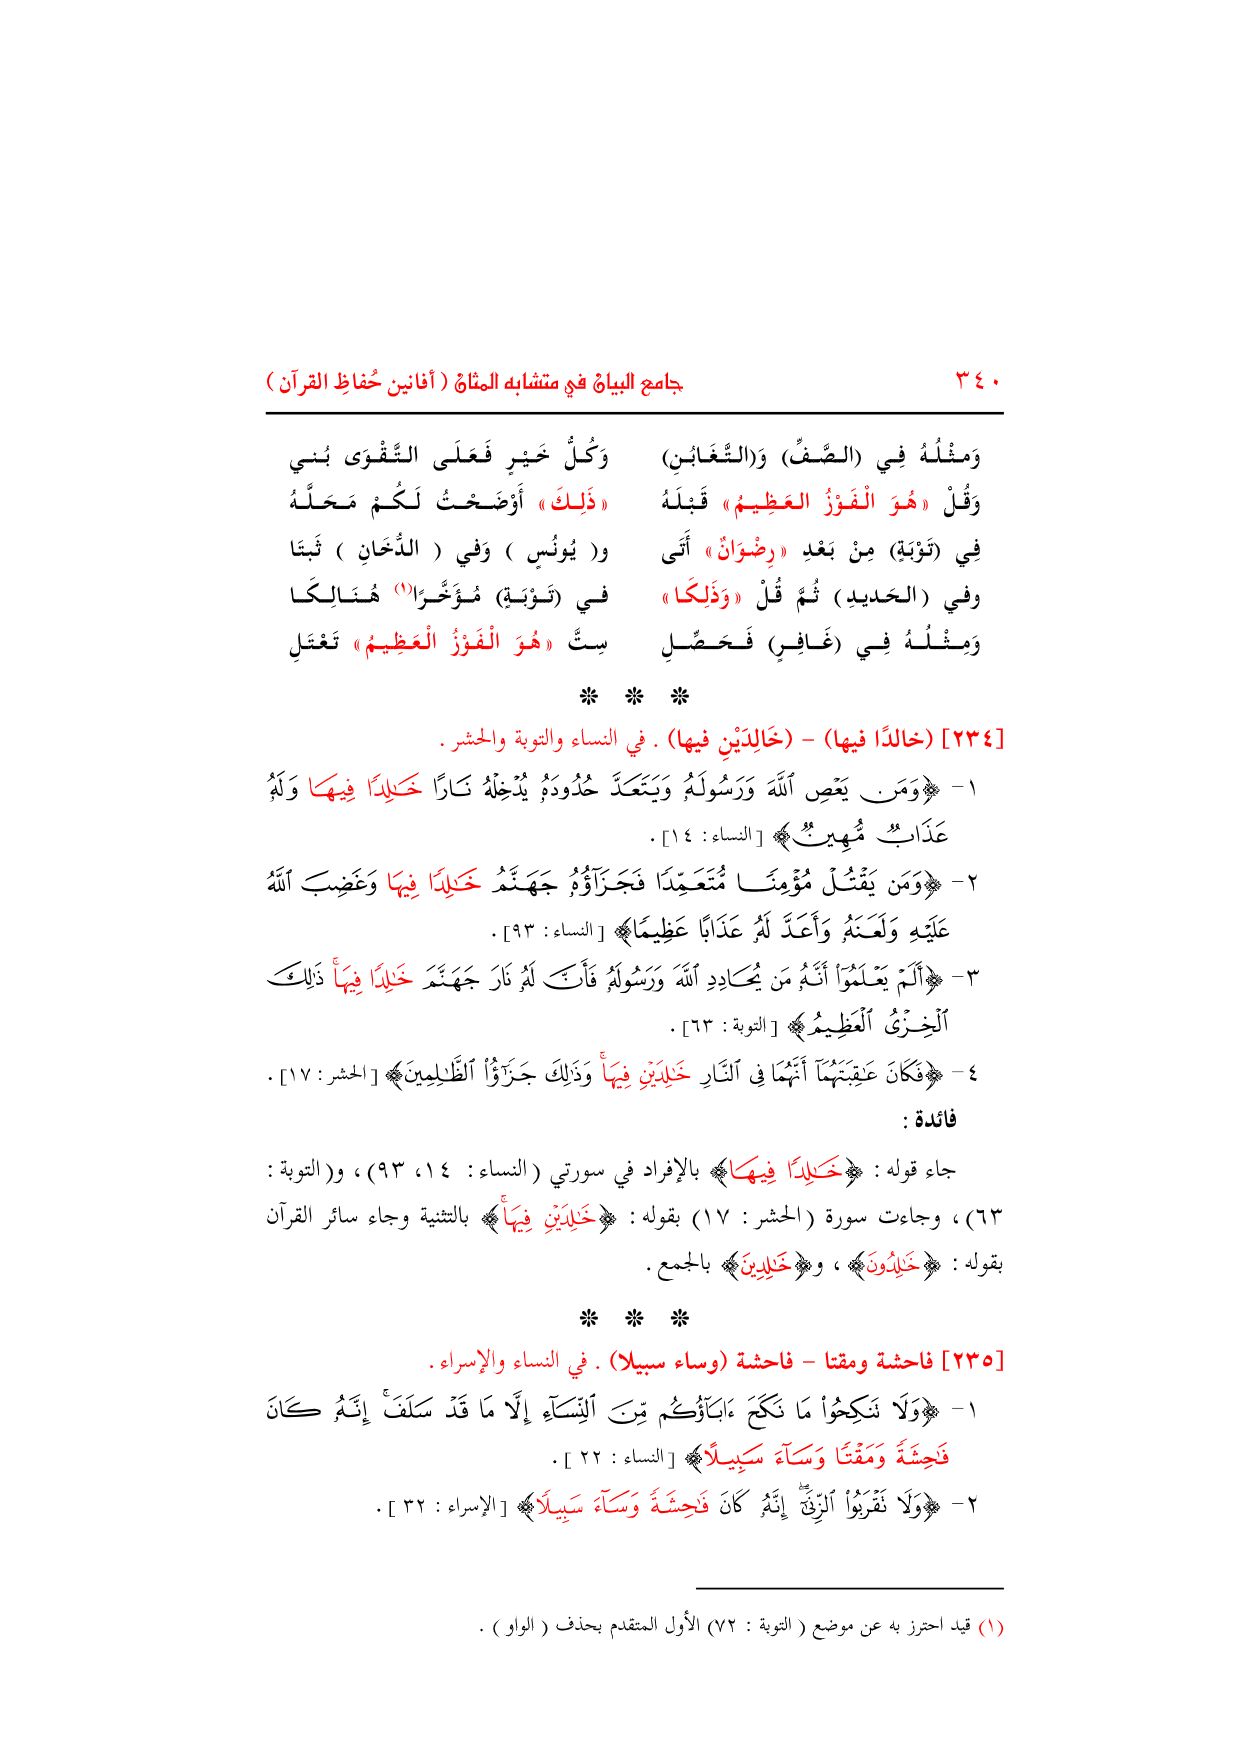 ٣٤٠ جامع البيان في متشابه المثان ( أفانين حُفاظِ القرآن )
وَمثْلُهُ فِي (الصَّفِّ) وَ(التَّغَابُنِ) وَكُلُّ خَيْرٍ فَعَلَى التَّقْوَى بُني
وَقُلْ «هُوَ الْفَوْزُ العَظِيمُ» قَبْلَهُ «ذَلِكَ» أَوْضَحْتُ لَكُمْ مَحَلَّهُ
فِي (تَوْبَةٍ) مِنْ بَعْدِ «رِضْوَانٌ» أَتَى و( يُونُسٍ ) وَفي ( الدُّخَانِ ) ثَبتَا
وفي (الحَديدِ) ثُمَّ قُلْ «وَذَلِكَا» في (تَوْبَةٍ) مُؤَخَّرًا(١) هُنَالِكَا
وَمِثْلُهُ فِي (غَافِرٍ) فَحَصِّلِ سِتَّ «هُوَ الْفَوْزُ الْعَظِيمُ» تَعْتَلِ
❊ ❊ ❊
[٢٣٤] (خالدًا فيها) – (خَالِدَيْنِ فيها) . في النساء والتوبة والحشر .
١- ﴿وَمَن يَعۡصِ ٱللَّهَ وَرَسُولَهُۥ وَيَتَعَدَّ حُدُودَهُۥ يُدۡخِلۡهُ نَارًا خَٰلِدٗا فِيهَا وَلَهُۥ
عَذَابٞ مُّهِينٞ﴾ [النساء: ١٤] .
٢- ﴿وَمَن يَقۡتُلۡ مُؤۡمِنٗا مُّتَعَمِّدٗا فَجَزَآؤُهُۥ جَهَنَّمُ خَٰلِدٗا فِيهَا وَغَضِبَ ٱللَّهُ
عَلَيۡهِ وَلَعَنَهُۥ وَأَعَدَّ لَهُۥ عَذَابًا عَظِيمٗا﴾ [النساء: ٩٣] .
٣- ﴿أَلَمۡ يَعۡلَمُوٓاْ أَنَّهُۥ مَن يُحَادِدِ ٱللَّهَ وَرَسُولَهُۥ فَأَنَّ لَهُۥ نَارَ جَهَنَّمَ خَٰلِدٗا فِيهَاۚ ذَٰلِكَ
ٱلۡخِزۡيُ ٱلۡعَظِيمُ﴾ [التوبة: ٦٣] .
٤- ﴿فَكَانَ عَٰقِبَتَهُمَآ أَنَّهُمَا فِي ٱلنَّارِ خَٰلِدَيۡنِ فِيهَاۚ وَذَٰلِكَ جَزَٰٓؤُاْ ٱلظَّٰلِمِينَ﴾ [الحشر: ١٧] .
فائدة :
جاء قوله : ﴿خَٰلِدٗا فِيهَا﴾ بالإفراد في سورتي (النساء: ١٤، ٩٣)، و(التوبة:
٦٣)، وجاءت سورة (الحشر: ١٧) بقوله: ﴿خَٰلِدَيۡنِ فِيهَاۚ﴾ بالتثنية وجاء سائر القرآن
بقوله: ﴿خَٰلِدُونَ﴾ ، و﴿خَٰلِدِينَ﴾ بالجمع .
❊ ❊ ❊
[٢٣٥] فاحشة ومقتا – فاحشة (وساء سبيلا) . في النساء والإسراء .
١- ﴿وَلَا تَنكِحُواْ مَا نَكَحَ ءَابَآؤُكُم مِّنَ ٱلنِّسَآءِ إِلَّا مَا قَدۡ سَلَفَۚ إِنَّهُۥ كَانَ
فَٰحِشَةٗ وَمَقۡتٗا وَسَآءَ سَبِيلًا﴾ [النساء: ٢٢] .
٢- ﴿وَلَا تَقۡرَبُواْ ٱلزِّنَىٰٓۖ إِنَّهُۥ كَانَ فَٰحِشَةٗ وَسَآءَ سَبِيلٗا﴾ [الإسراء: ٣٢] .
(١) قيد احترز به عن موضع ( التوبة : ٧٢) الأول المتقدم بحذف ( الواو ) .